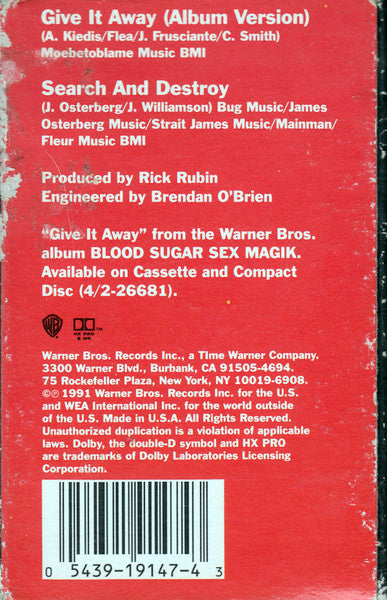 Give It Away (Album Version)
(A. Kiedis/Flea/J. Frusciante/C. Smith)
Moebetoblame Music BMI
Search And Destroy
(J. Osterberg/J. Williamson) Bug Music/James
Osterberg Music/Strait James Music/Mainman/
Fleur Music BMI
Produced by Rick Rubin
Engineered by Brendan O'Brien
“Give It Away” from the Warner Bros.
album BLOOD SUGAR SEX MAGIK.
Available on Cassette and Compact
Disc (4/2-26681).
WB
HX PRO
B NR
TM
Warner Bros. Records Inc., a TIme Warner Company.
3300 Warner Blvd., Burbank, CA 91505-4694.
75 Rockefeller Plaza, New York, NY 10019-6908.
©℗ 1991 Warner Bros. Records Inc. for the U.S.
and WEA International Inc. for the world outside
of the U.S. Made in U.S.A. All Rights Reserved.
Unauthorized duplication is a violation of applicable
laws. Dolby, the double-D symbol and HX PRO
are trademarks of Dolby Laboratories Licensing
Corporation.
0 5439-19147-4 3